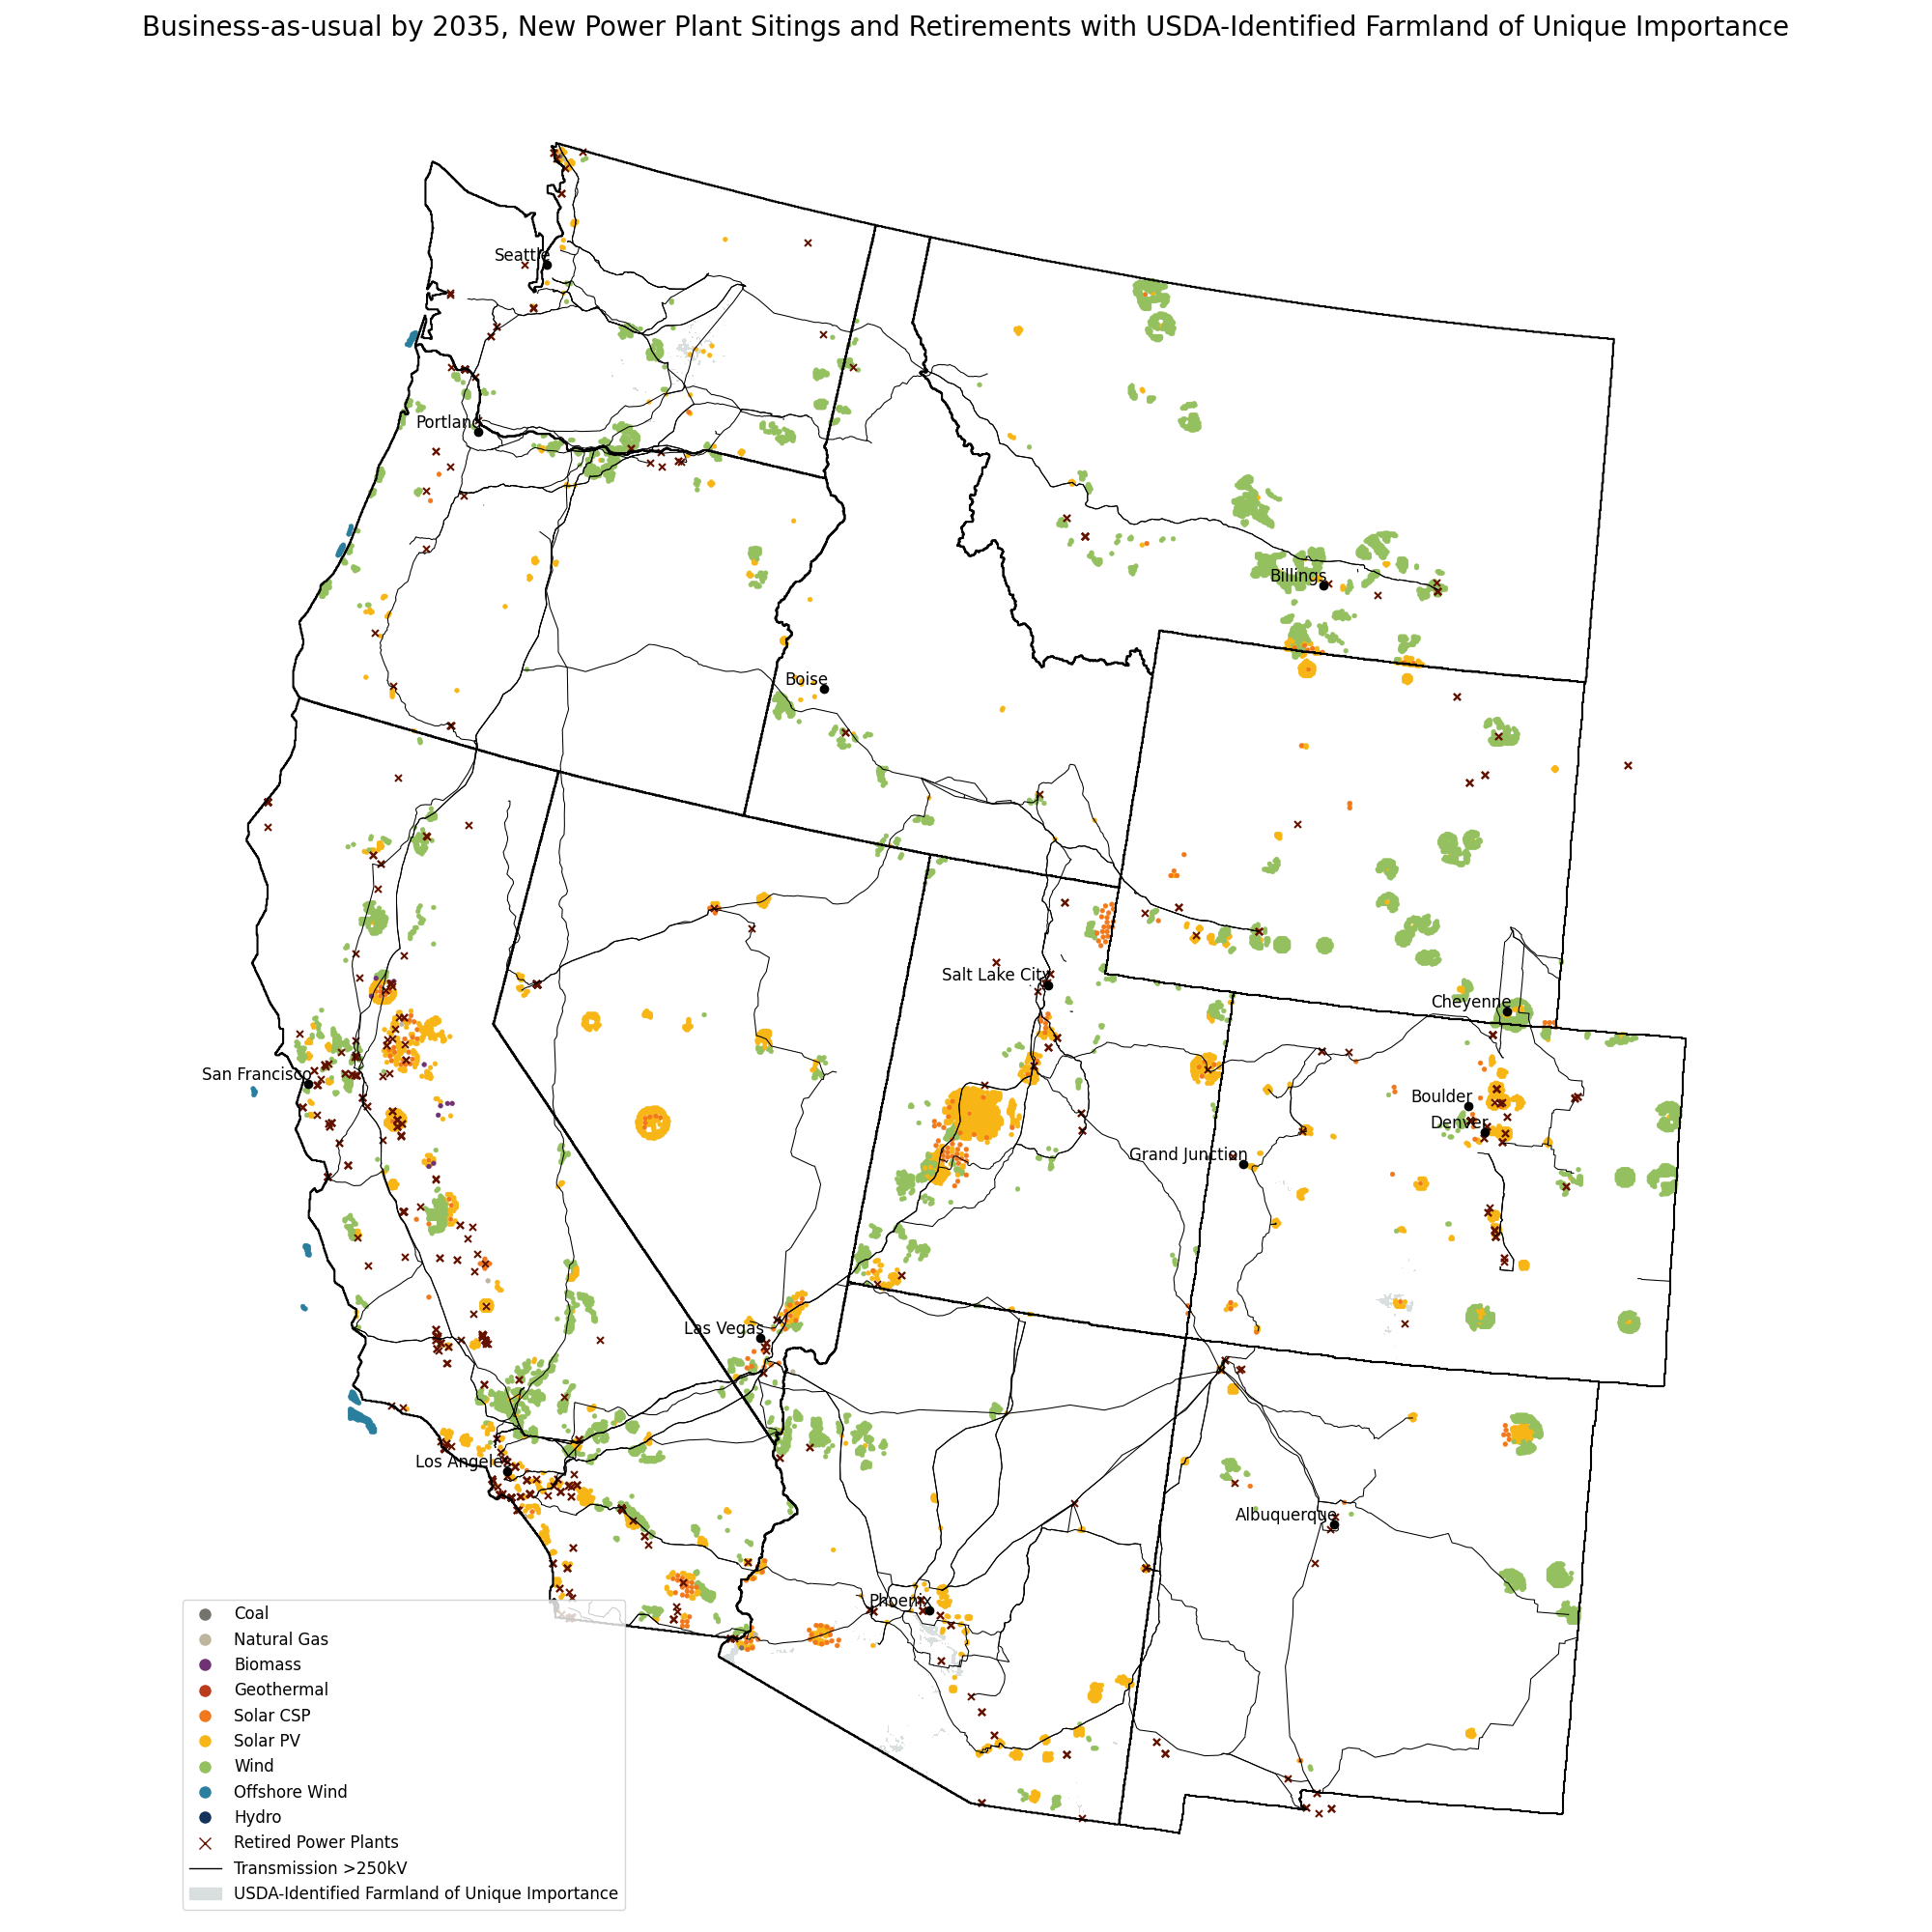 Business-as-usual by 2035, New Power Plant Sitings and Retirements with USDA-Identified Farmland of Unique Importance
Seattle
Portland
Billings
Boise
Salt Lake City
Cheyenne
San Francisco
Boulder
Denver
Grand Junction
Las Vegas
Los Angeles
Albuquerque
Phoenix
Coal
Natural Gas
Biomass
Geothermal
Solar CSP
Solar PV
Wind
Offshore Wind
Hydro
Retired Power Plants
Transmission >250kV
USDA-Identified Farmland of Unique Importance